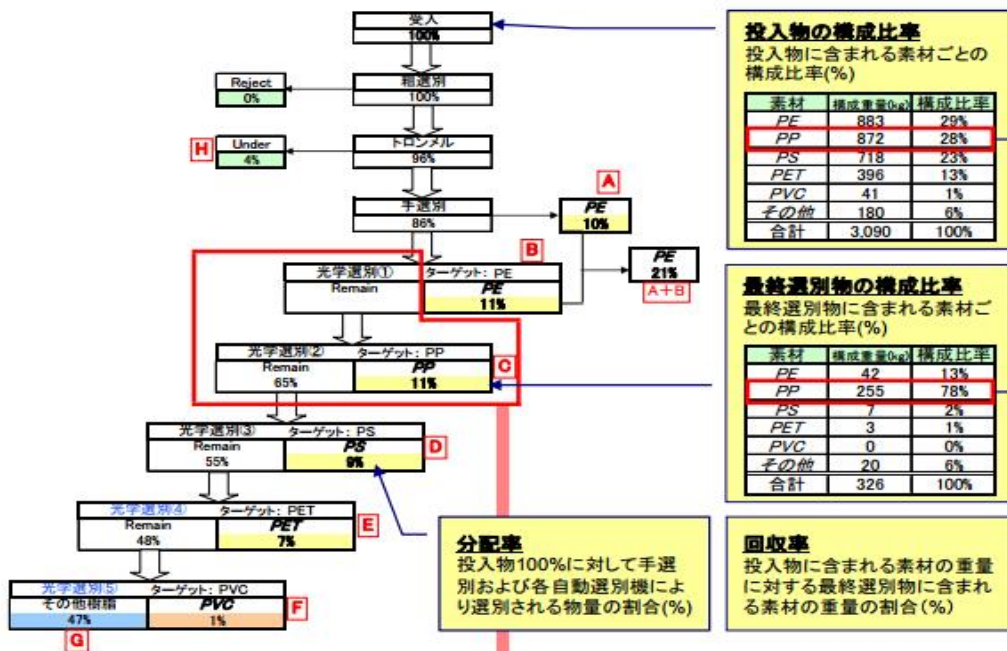 受入
100%
粗選別
100%
Reject
0%
トロンメル
96%
H
Under
4%
手選別
86%
A
PE
10%
B
光学選別① ターゲット: PE
Remain
PE
11%
PE
21%
A+B
光学選別② ターゲット: PP
Remain
65%
PP
11%
C
光学選別③ ターゲット: PS
Remain
55%
PS
9%
D
光学選別④ ターゲット: PET
Remain
48%
PET
7%
E
光学選別⑤ ターゲット: PVC
その他樹脂
47%
PVC
1%
F
G
投入物の構成比率
投入物に含まれる素材ごとの
構成比率(%)
素材 構成重量(kg) 構成比率
PE 883 29%
PP 872 28%
PS 718 23%
PET 396 13%
PVC 41 1%
その他 180 6%
合計 3,090 100%
最終選別物の構成比率
最終選別物に含まれる素材ご
との構成比率(%)
素材 構成重量(kg) 構成比率
PE 42 13%
PP 255 78%
PS 7 2%
PET 3 1%
PVC 0 0%
その他 20 6%
合計 326 100%
分配率
投入物100%に対して手選
別および各自動選別機によ
り選別される物量の割合(%)
回収率
投入物に含まれる素材の重量
に対する最終選別物に含まれ
る素材の重量の割合(%)